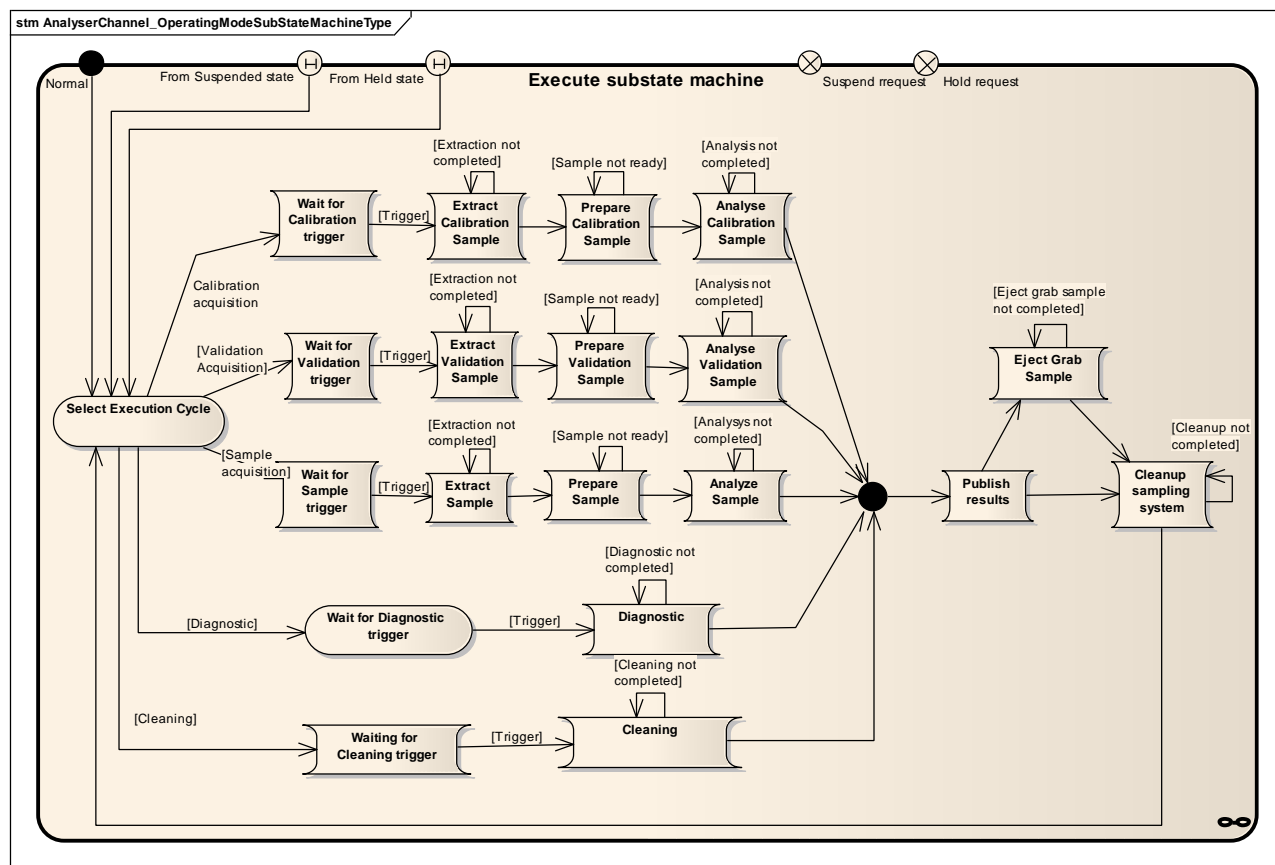 stm AnalyserChannel_OperatingModeSubStateMachineType
Normal
From Suspended state
From Held state
Execute substate machine
Suspend rrequest
Hold request
[Extraction not
completed]
[Sample not ready]
[Analysis not
completed]
Wait for
Calibration
trigger
[Trigger]
Extract
Calibration
Sample
Prepare
Calibration
Sample
Analyse
Calibration
Sample
Calibration
acquisition
[Extraction not
completed]
[Sample not ready]
[Analysis not
completed]
[Validation
Acquisition]
Wait for
Validation
trigger
[Trigger]
Extract
Validation
Sample
Prepare
Validation
Sample
Analyse
Validation
Sample
[Eject grab sample
not completed]
Eject Grab
Sample
Select Execution Cycle
[Extraction not
completed]
[Sample not ready]
[Analysys not
completed]
[Cleanup not
completed]
[Sample
acquisition]
Wait for
Sample
trigger
[Trigger]
Extract
Sample
Prepare
Sample
Analyze
Sample
Publish
results
Cleanup
sampling
system
[Diagnostic not
completed]
[Diagnostic]
Wait for Diagnostic
trigger
[Trigger]
Diagnostic
[Cleaning not
completed]
[Cleaning]
Waiting for
Cleaning trigger
[Trigger]
Cleaning